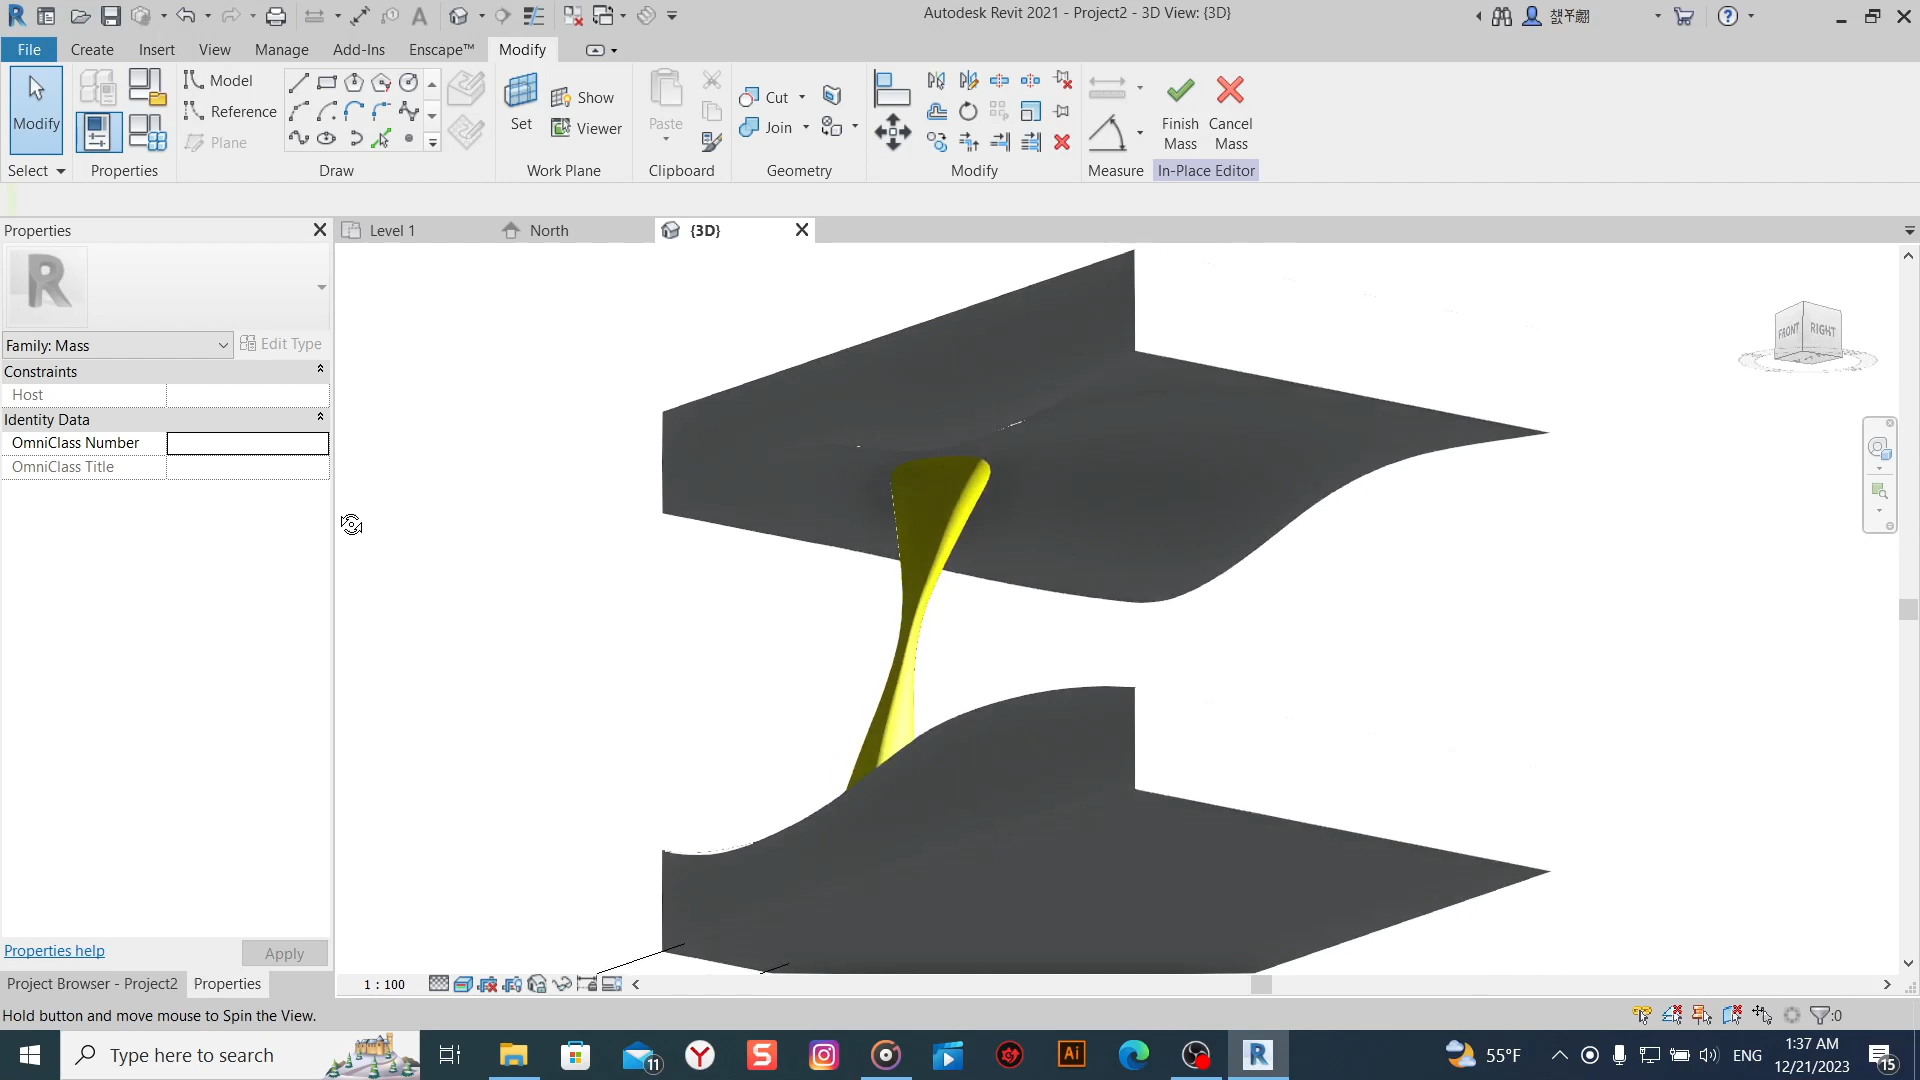 Autodesk Revit 2021 - Project2 - 3D View: {3D}
File Create Insert View Manage Add-Ins Enscape™ Modify
Modify
Select
Properties
Model
Reference
Plane
Draw
Set
Show
Viewer
Work Plane
Paste
Clipboard
Cut
Join
Geometry
Modify
Measure
Finish Mass
Cancel Mass
In-Place Editor
Properties
Level 1
North
{3D}
Family: Mass
Edit Type
Constraints
Host
Identity Data
OmniClass Number
OmniClass Title
FRONT
RIGHT
Properties help
Apply
Project Browser - Project2
Properties
1 : 100
Hold button and move mouse to Spin the View.
:0
Type here to search
11
Ai
55°F
ENG
1:37 AM
12/21/2023
15